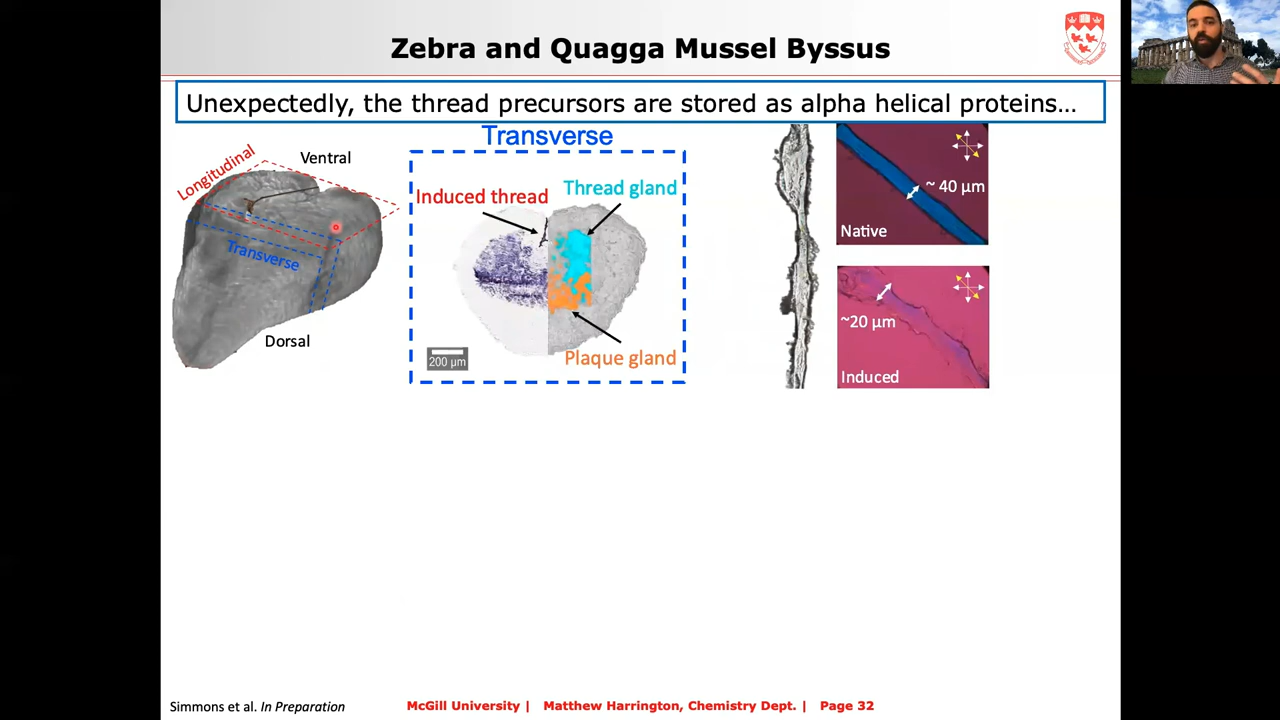 Zebra and Quagga Mussel Byssus
Unexpectedly, the thread precursors are stored as alpha helical proteins...
Longitudinal
Ventral
Transverse
Dorsal
Transverse
Induced thread
Thread gland
Plaque gland
200 µm
~ 40 µm
Native
~20 µm
Induced
Simmons et al. In Preparation
McGill University | Matthew Harrington, Chemistry Dept. | Page 32